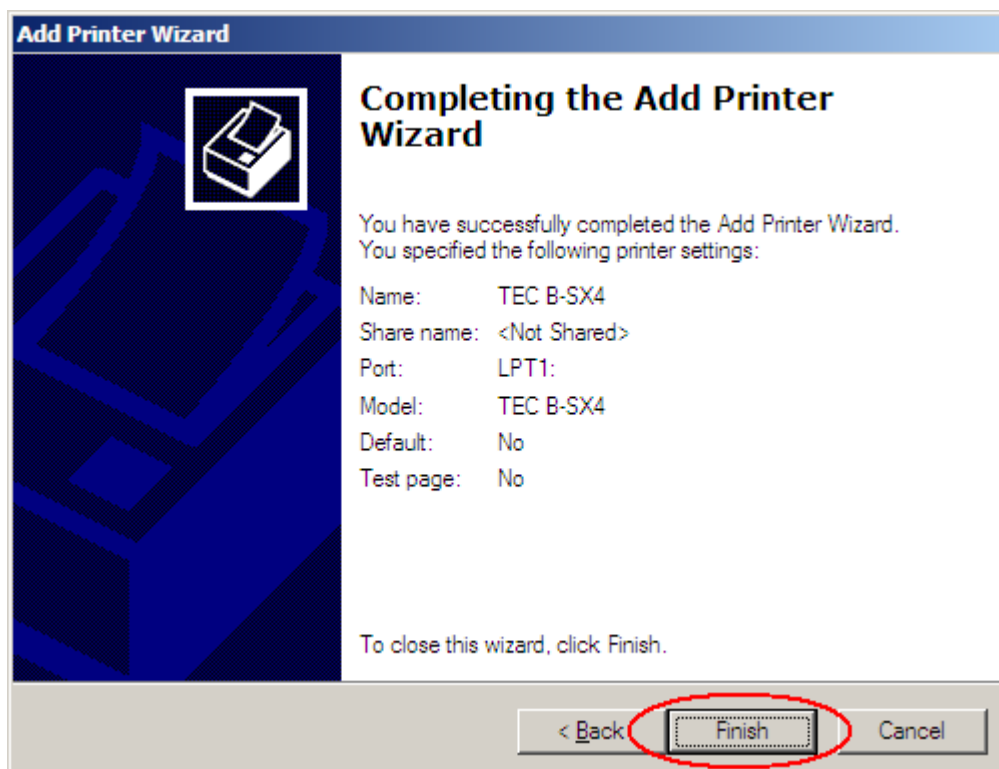 Add Printer Wizard
Completing the Add Printer
Wizard
You have successfully completed the Add Printer Wizard.
You specified the following printer settings:
Name: TEC B-SX4
Share name: <Not Shared>
Port: LPT1:
Model: TEC B-SX4
Default: No
Test page: No
To close this wizard, click Finish.
< Back Finish Cancel